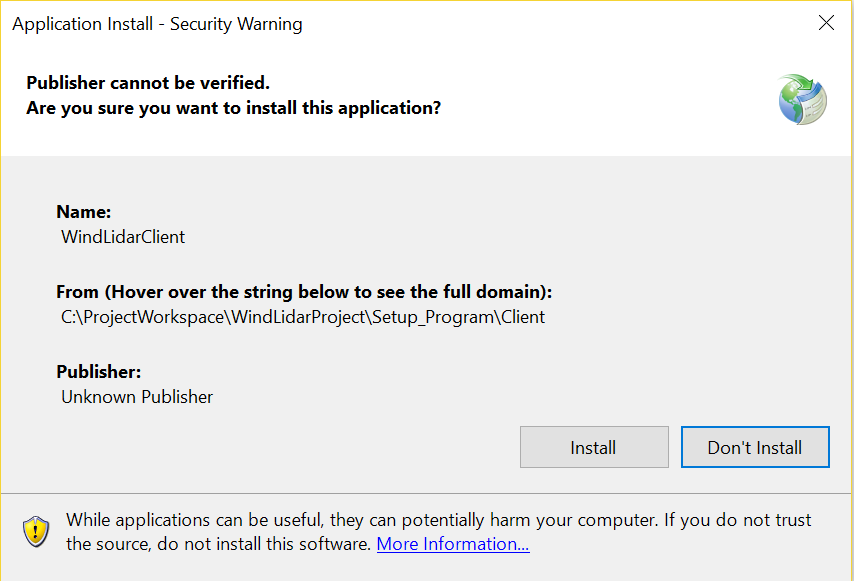 Application Install - Security Warning
Publisher cannot be verified.
Are you sure you want to install this application?
Name:
WindLidarClient
From (Hover over the string below to see the full domain):
C:\ProjectWorkspace\WindLidarProject\Setup_Program\Client
Publisher:
Unknown Publisher
Install
Don't Install
While applications can be useful, they can potentially harm your computer. If you do not trust
the source, do not install this software. More Information...